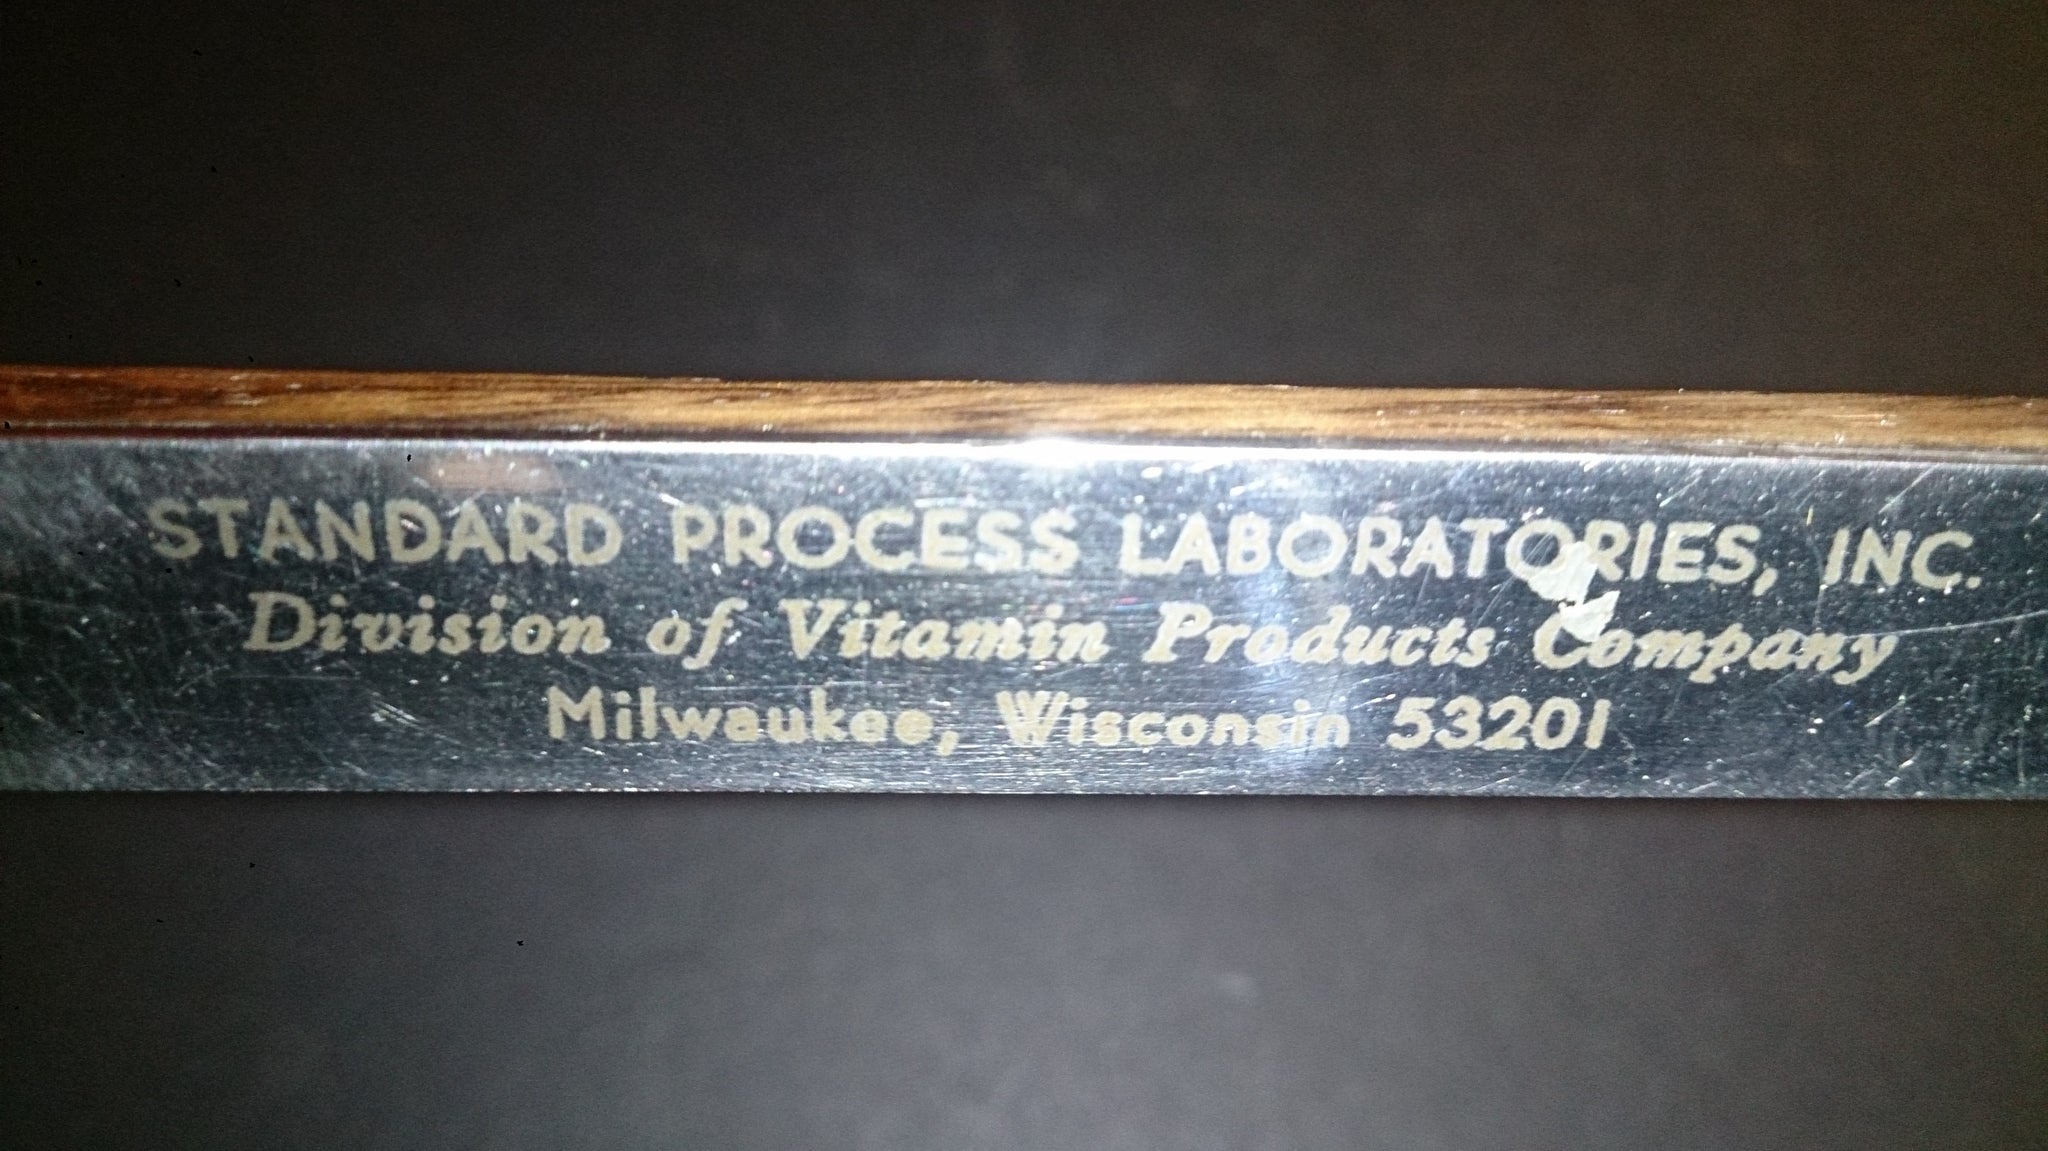 STANDARD PROCESS LABORATORIES, INC.
Division of Vitamin Products Company
Milwaukee, Wisconsin 53201